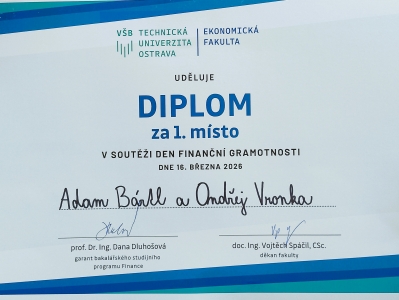 VŠB TECHNICKÁ
UNIVERZITA
OSTRAVA
EKONOMICKÁ
FAKULTA
UDĚLUJE
DIPLOM
za 1. místo
V SOUTĚŽI DEN FINANČNÍ GRAMOTNOSTI
DNE 16. BŘEZNA 2026
Adam Bártl a Ondřej Vronka
prof. Dr. Ing. Dana Dluhošová
garant bakalářského studijního
programu Finance
doc. Ing. Vojtěch Spáčil, CSc.
děkan fakulty